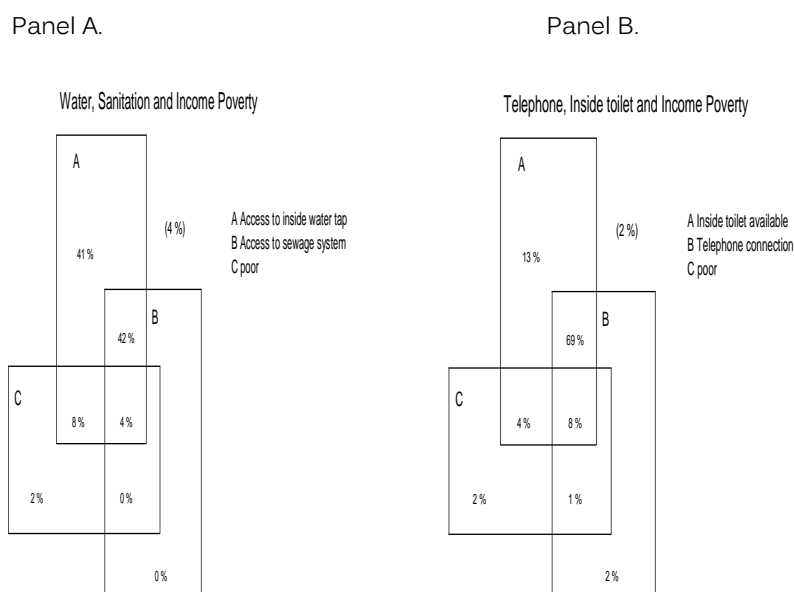 Panel A.
Water, Sanitation and Income Poverty
A
(4 %)
A Access to inside water tap
B Access to sewage system
C poor
41 %
B
42 %
C
8 %
4 %
2 %
0 %
0 %
Panel B.
Telephone, Inside toilet and Income Poverty
A
(2 %)
A Inside toilet available
B Telephone connection
C poor
13 %
B
69 %
C
4 %
8 %
2 %
1 %
2 %